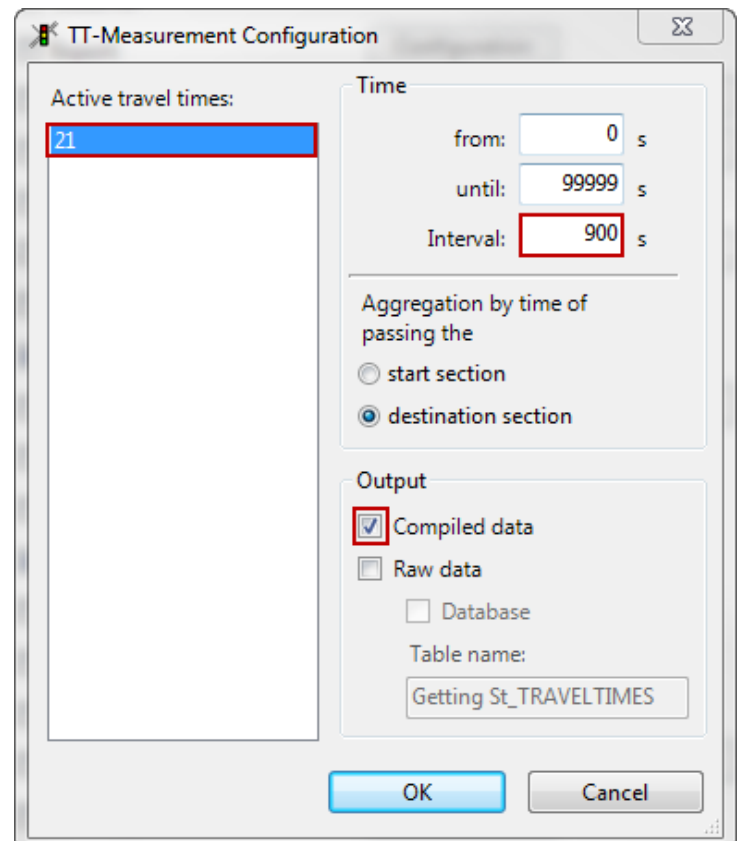 TT-Measurement Configuration
Active travel times:
21
Time
from: 0 s
until: 99999 s
Interval: 900 s
Aggregation by time of
passing the
start section
destination section
Output
Compiled data
Raw data
Database
Table name:
Getting St_TRAVELTIMES
OK
Cancel